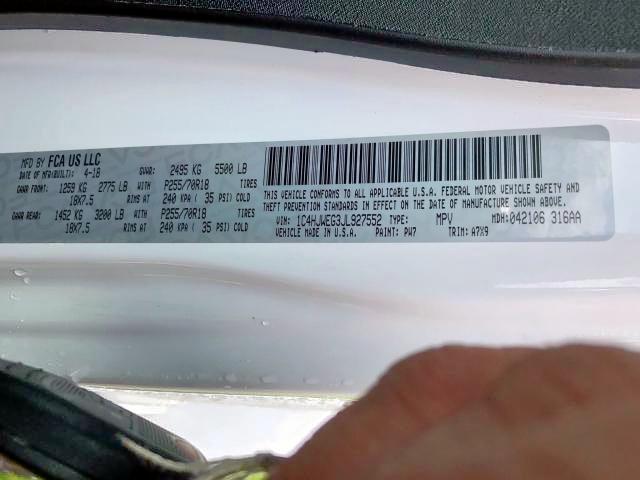 MFD BY FCA US LLC
DATE OF MFR(BUILT): 4-18 GVWR: 2495 KG 5500 LB
GAWR FRONT: 1259 KG 2775 LB WITH P255/70R18 TIRES
18X7.5 RIMS AT 240 KPA ( 35 PSI) COLD
GAWR REAR: 1452 KG 3200 LB WITH P255/70R18 TIRES
18X7.5 RIMS AT 240 KPA ( 35 PSI) COLD
THIS VEHICLE CONFORMS TO ALL APPLICABLE U.S.A. FEDERAL MOTOR VEHICLE SAFETY AND
THEFT PREVENTION STANDARDS IN EFFECT ON THE DATE OF MANUFACTURE SHOWN ABOVE.
VIN: 1C4HJWEG3JL927552 TYPE: MPV MDH:042106 316AA
VEHICLE MADE IN U.S.A. PAINT: PW7 TRIM: A7X9